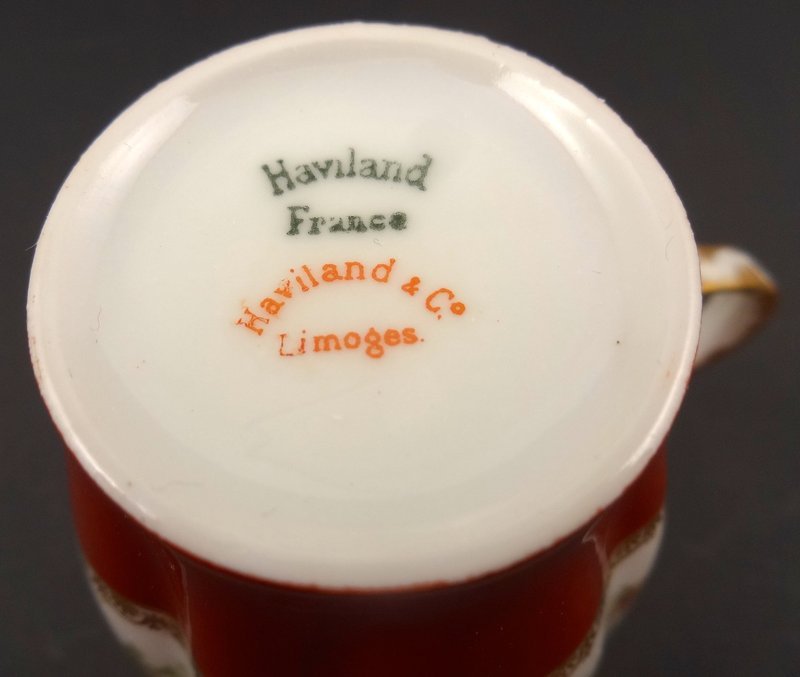 Haviland
France
Haviland & Co
Limoges.